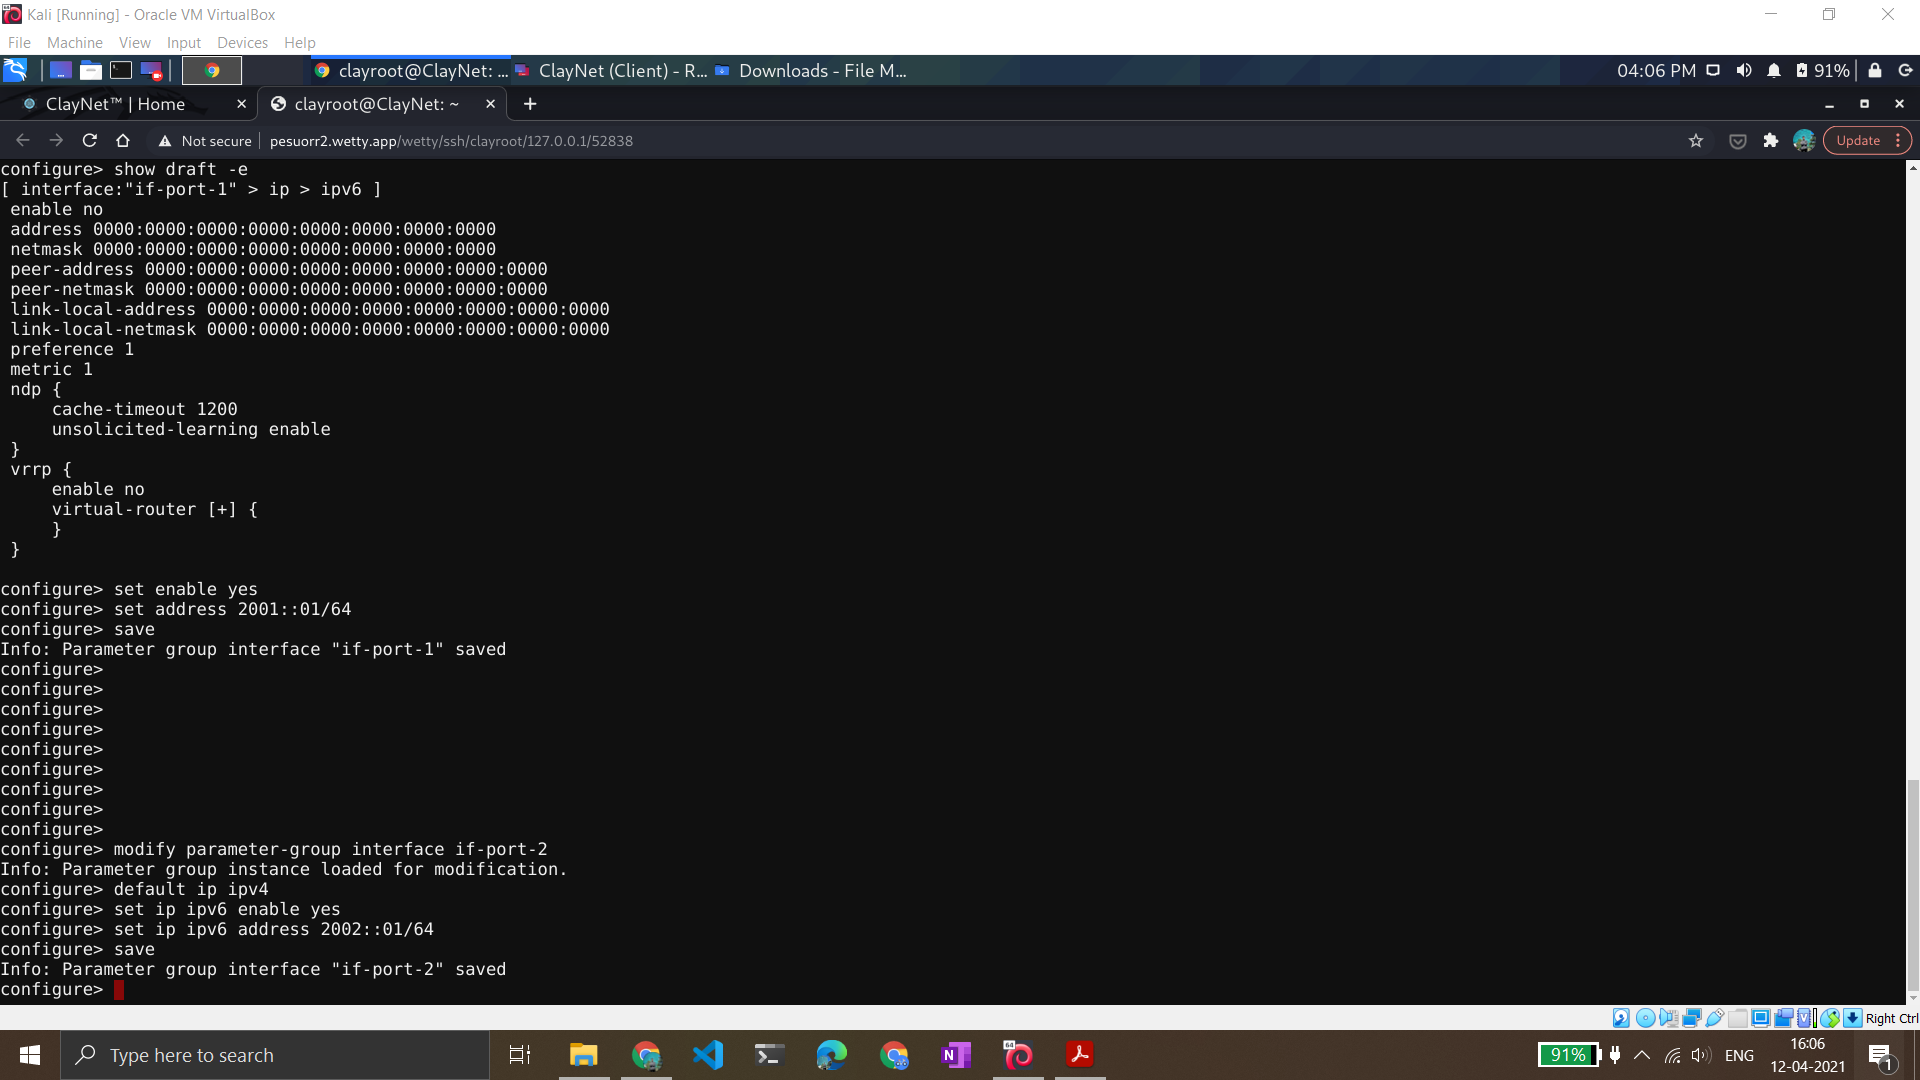 Kali [Running] - Oracle VM VirtualBox
File Machine View Input Devices Help
clayroot@ClayNet: ... ClayNet (Client) - R... Downloads - File M... 04:06 PM 91%
ClayNet™ | Home clayroot@ClayNet: ~
Not secure pesuorr2.wetty.app/wetty/ssh/clayroot/127.0.0.1/52838 Update
configure> show draft -e
[ interface:"if-port-1" > ip > ipv6 ]
enable no
address 0000:0000:0000:0000:0000:0000:0000:0000
netmask 0000:0000:0000:0000:0000:0000:0000:0000
peer-address 0000:0000:0000:0000:0000:0000:0000:0000
peer-netmask 0000:0000:0000:0000:0000:0000:0000:0000
link-local-address 0000:0000:0000:0000:0000:0000:0000:0000
link-local-netmask 0000:0000:0000:0000:0000:0000:0000:0000
preference 1
metric 1
ndp {
cache-timeout 1200
unsolicited-learning enable
}
vrrp {
enable no
virtual-router [+] {
}
}
configure> set enable yes
configure> set address 2001::01/64
configure> save
Info: Parameter group interface "if-port-1" saved
configure>
configure>
configure>
configure>
configure>
configure>
configure>
configure>
configure>
configure> modify parameter-group interface if-port-2
Info: Parameter group instance loaded for modification.
configure> default ip ipv4
configure> set ip ipv6 enable yes
configure> set ip ipv6 address 2002::01/64
configure> save
Info: Parameter group interface "if-port-2" saved
configure>
Right Ctrl
Type here to search 91% ENG 16:06
12-04-2021 1